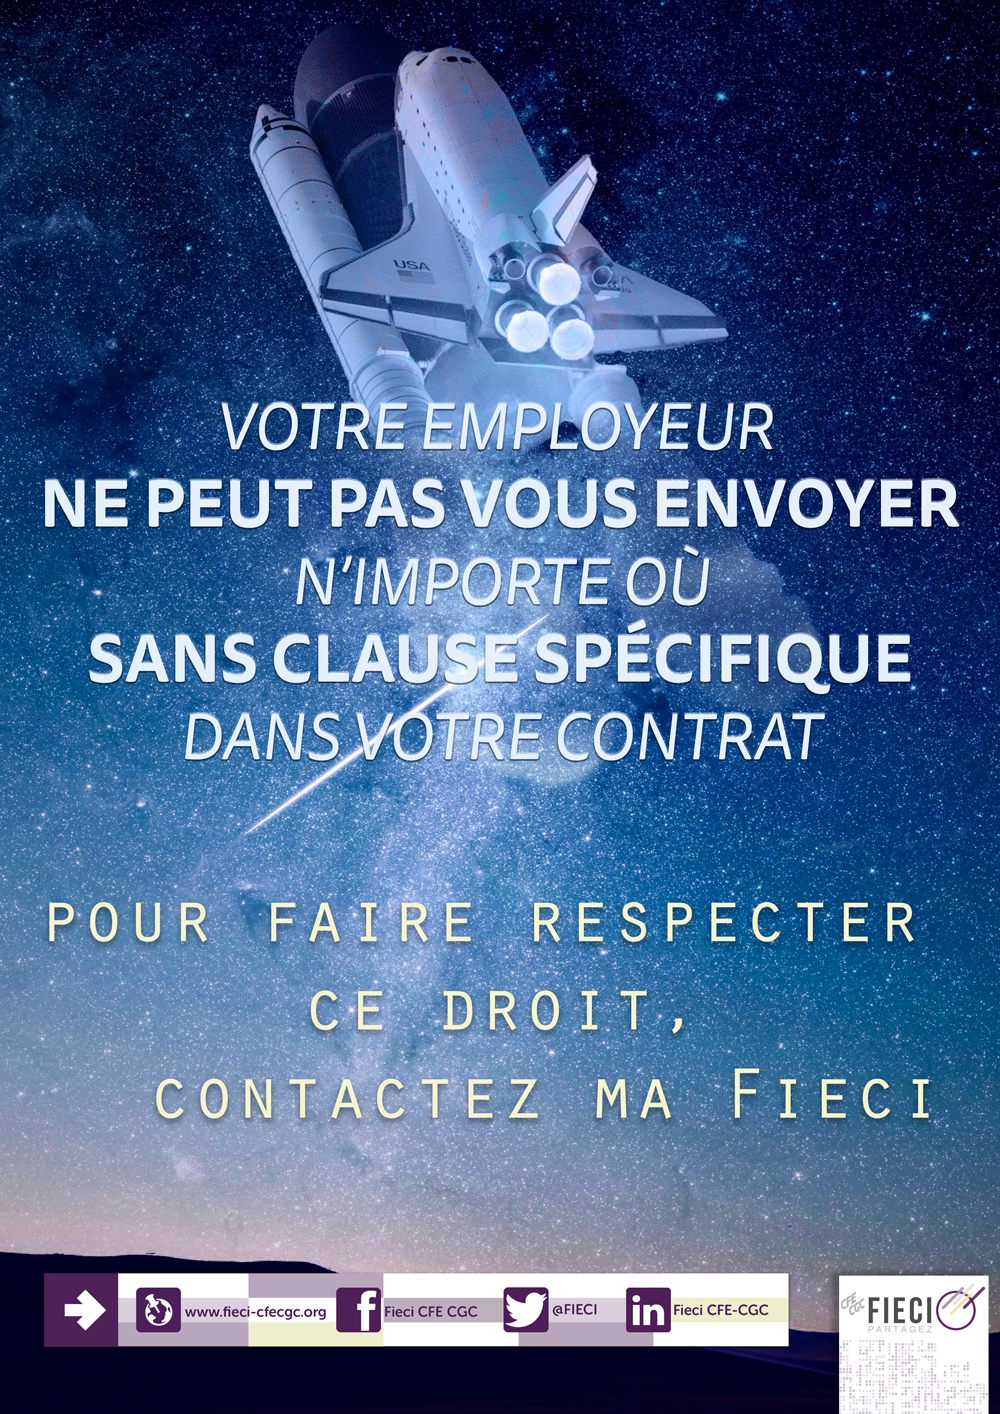 USA
VOTRE EMPLOYEUR
NE PEUT PAS VOUS ENVOYER
N'IMPORTE OÙ
SANS CLAUSE SPÉCIFIQUE
DANS VOTRE CONTRAT
POUR FAIRE RESPECTER
CE DROIT,
CONTACTEZ MA FIECI
www.fieci-cfecgc.org
Fieci CFE CGC
@FIECI
Fieci CFE-CGC
CFE
CGC
FIECI
PARTAGEZ